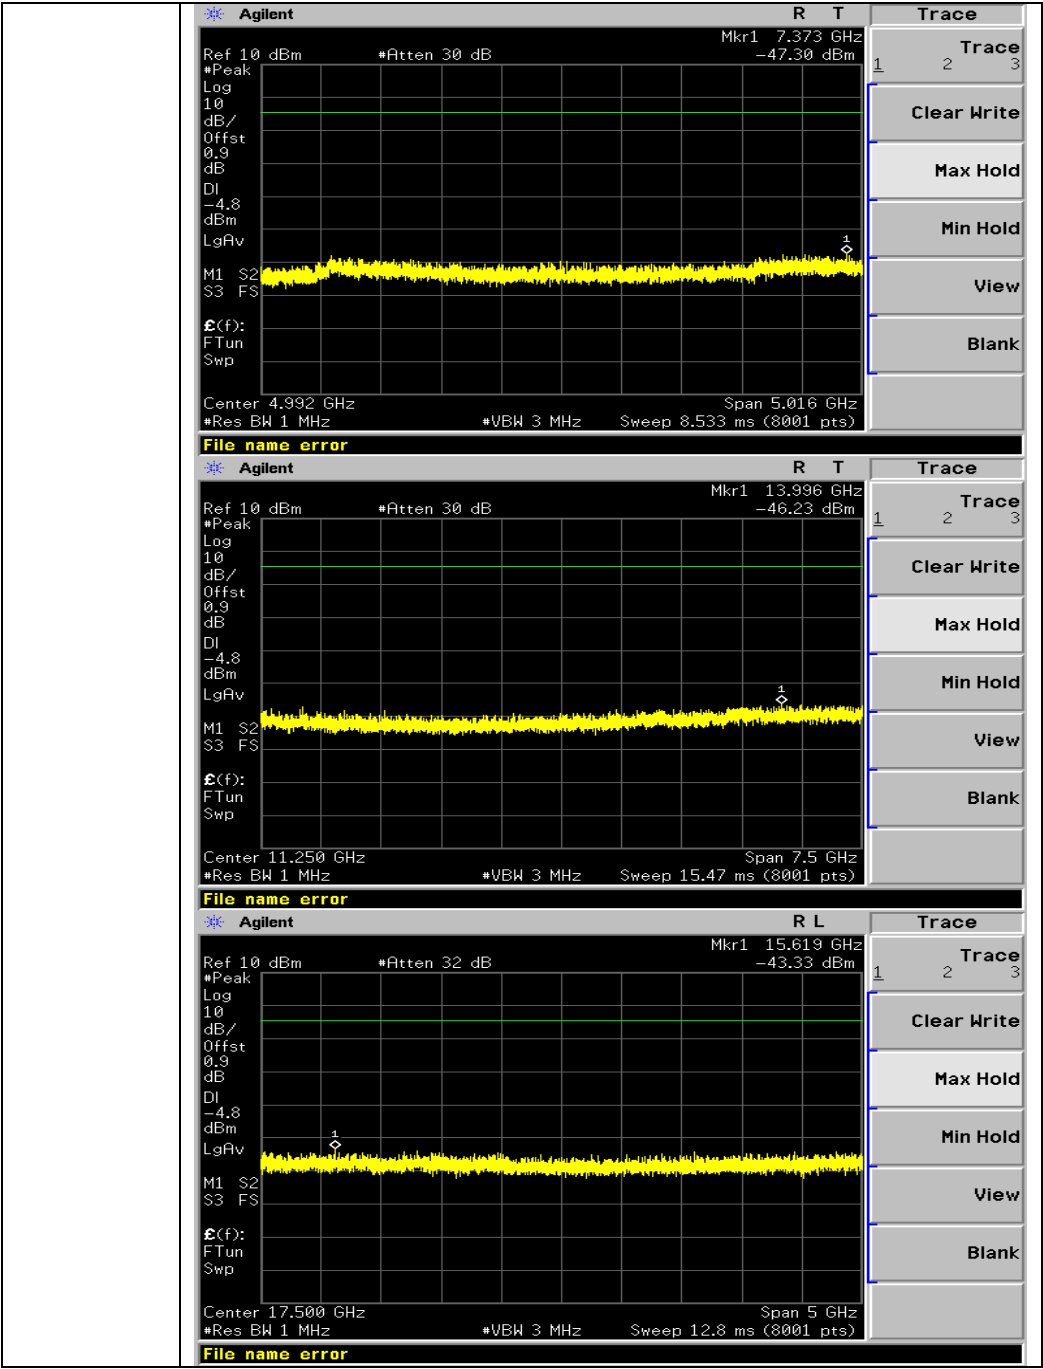 Agilent R T Trace
Mkr1 7.373 GHz
Ref 10 dBm #Atten 30 dB -47.30 dBm
#Peak
Log
10
dB/
Offst
0.9
dB
DI
-4.8
dBm
LgAv
M1 S2
S3 FS
£(f):
FTun
Swp
1
Center 4.992 GHz Span 5.016 GHz
#Res BW 1 MHz #VBW 3 MHz Sweep 8.533 ms (8001 pts)
File name error
Trace
1 2 3
Clear Write
Max Hold
Min Hold
View
Blank
Agilent R T Trace
Mkr1 13.996 GHz
Ref 10 dBm #Atten 30 dB -46.23 dBm
#Peak
Log
10
dB/
Offst
0.9
dB
DI
-4.8
dBm
LgAv
M1 S2
S3 FS
£(f):
FTun
Swp
1
Center 11.250 GHz Span 7.5 GHz
#Res BW 1 MHz #VBW 3 MHz Sweep 15.47 ms (8001 pts)
File name error
Trace
1 2 3
Clear Write
Max Hold
Min Hold
View
Blank
Agilent R L Trace
Mkr1 15.619 GHz
Ref 10 dBm #Atten 32 dB -43.33 dBm
#Peak
Log
10
dB/
Offst
0.9
dB
DI
-4.8
dBm
LgAv
M1 S2
S3 FS
£(f):
FTun
Swp
1
Center 17.500 GHz Span 5 GHz
#Res BW 1 MHz #VBW 3 MHz Sweep 12.8 ms (8001 pts)
File name error
Trace
1 2 3
Clear Write
Max Hold
Min Hold
View
Blank